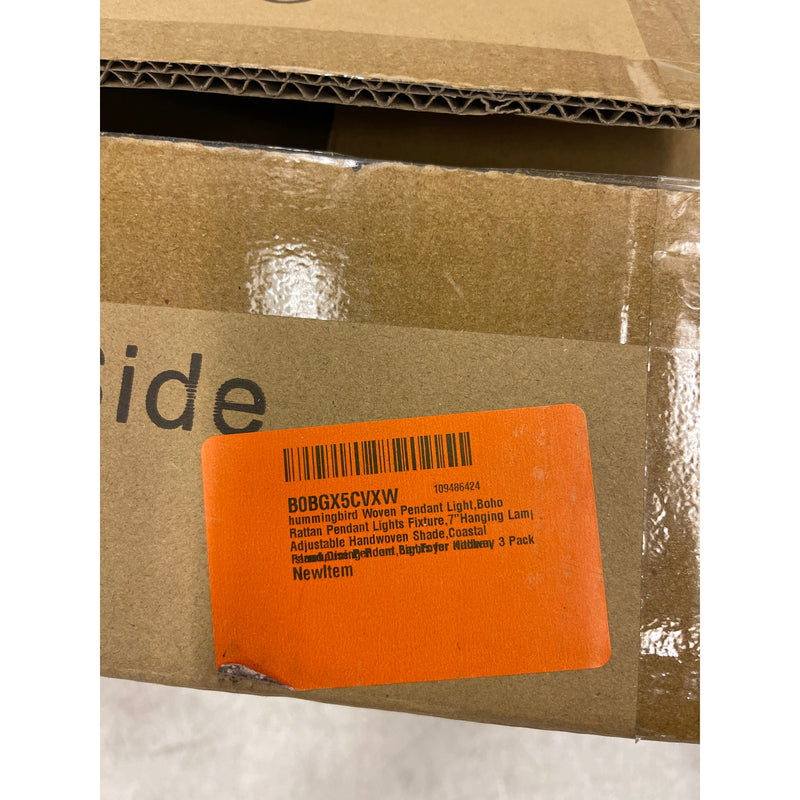 Side
109486424
B0BGX5CVXW
hummingbird Woven Pendant Light,Boho
Rattan Pendant Lights Fixture,7"Hanging Lam
Adjustable Handwoven Shade,Coastal
3 Pack
NewItem